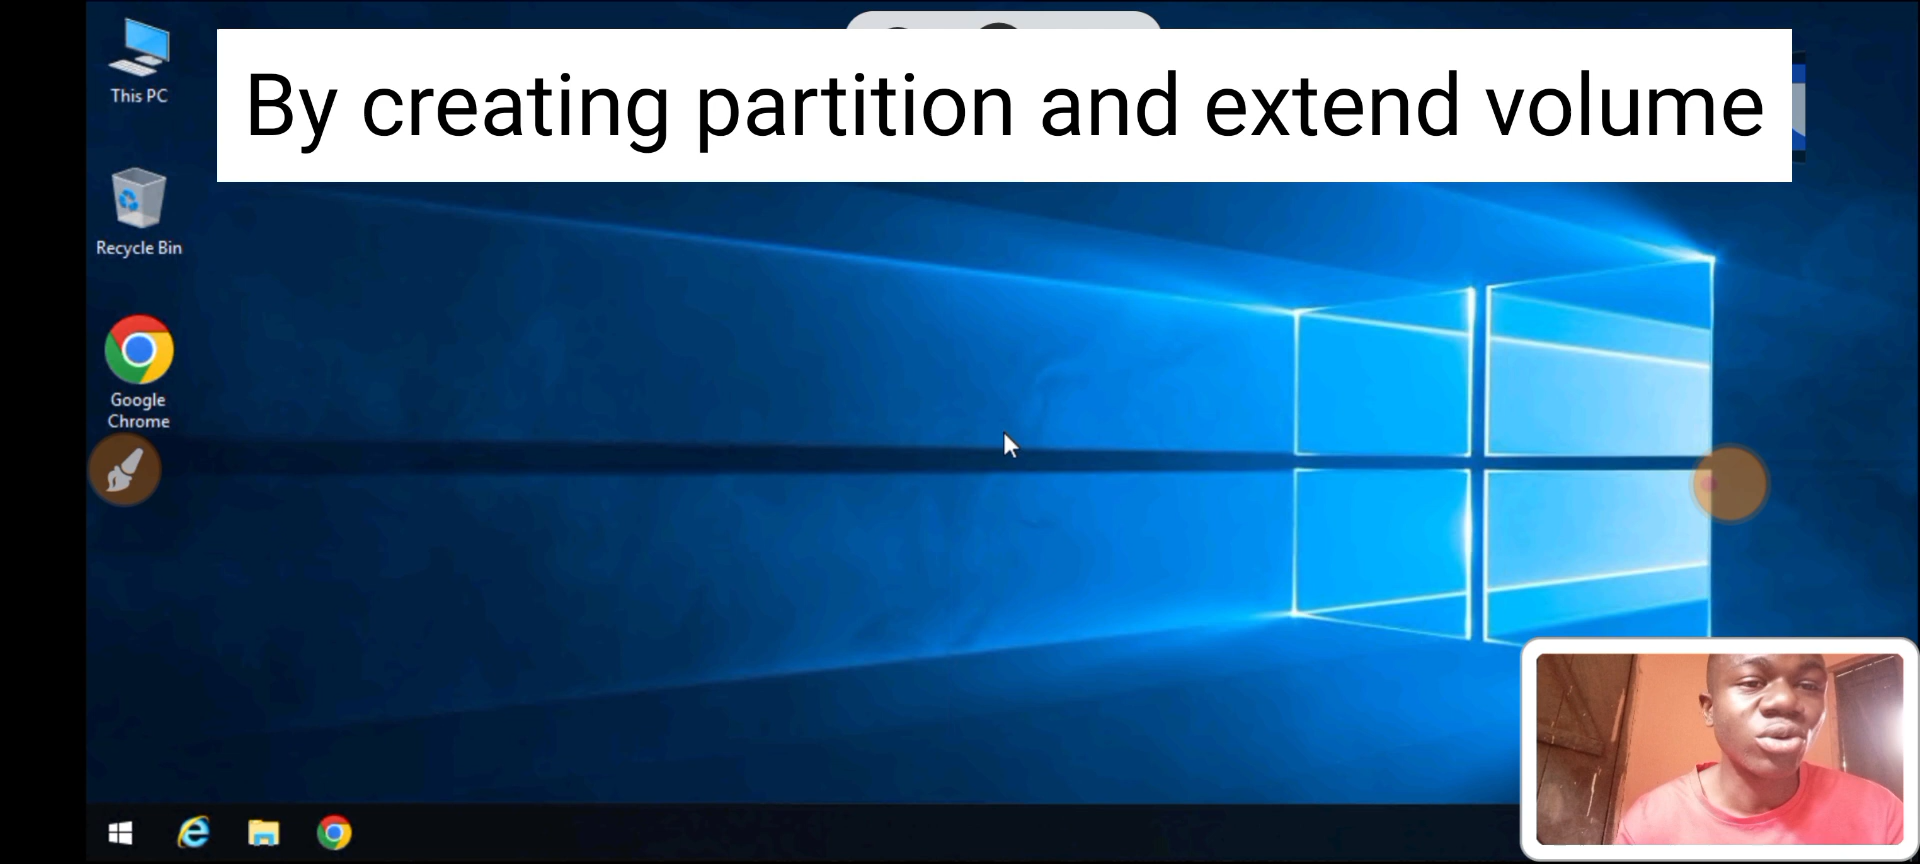 By creating partition and extend volume
This PC
Recycle Bin
Google
Chrome